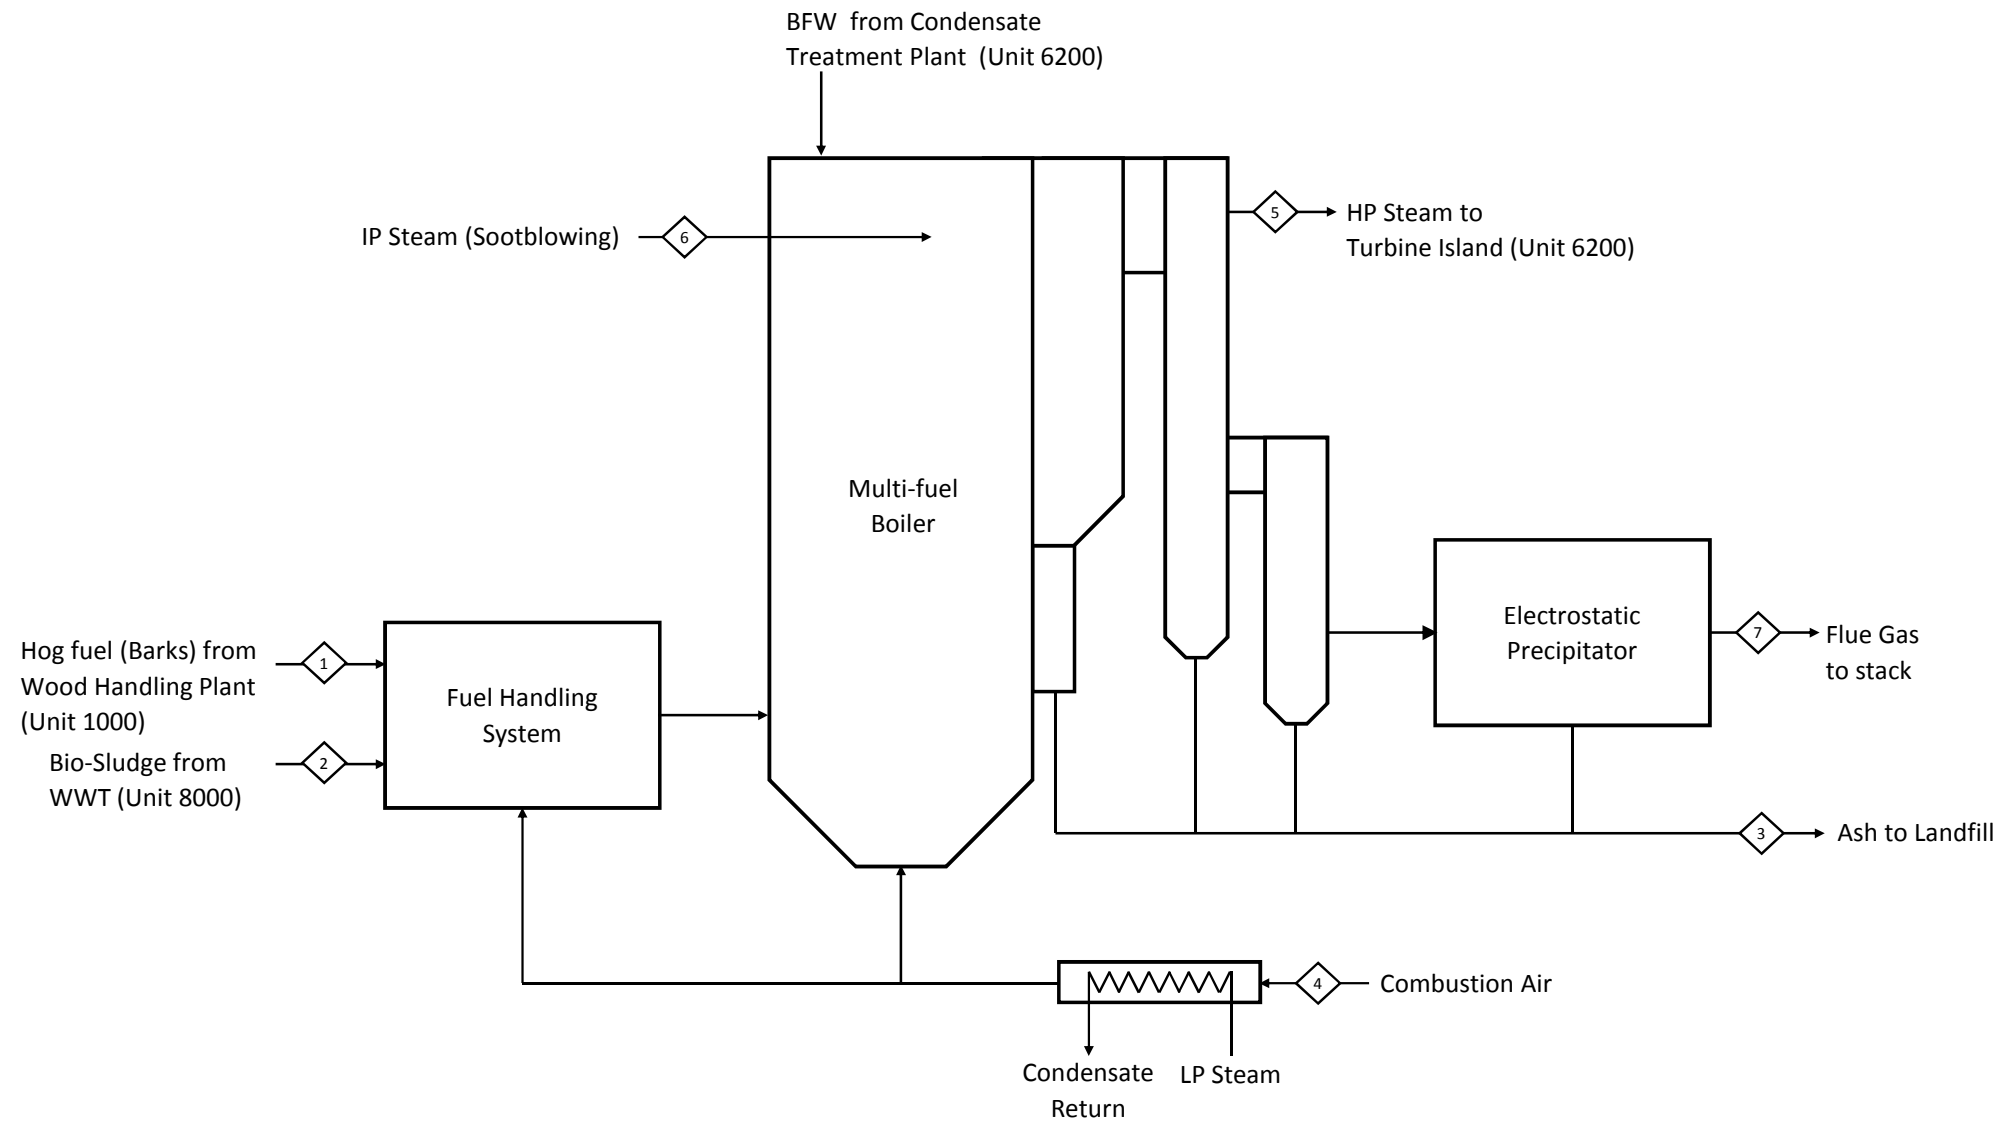 BFW from Condensate
Treatment Plant (Unit 6200)
IP Steam (Sootblowing)
6
5
HP Steam to
Turbine Island (Unit 6200)
Multi-fuel
Boiler
Hog fuel (Barks) from
Wood Handling Plant
(Unit 1000)
1
Bio-Sludge from
WWT (Unit 8000)
2
Fuel Handling
System
Electrostatic
Precipitator
7
Flue Gas
to stack
3
Ash to Landfill
4
Combustion Air
Condensate
Return
LP Steam